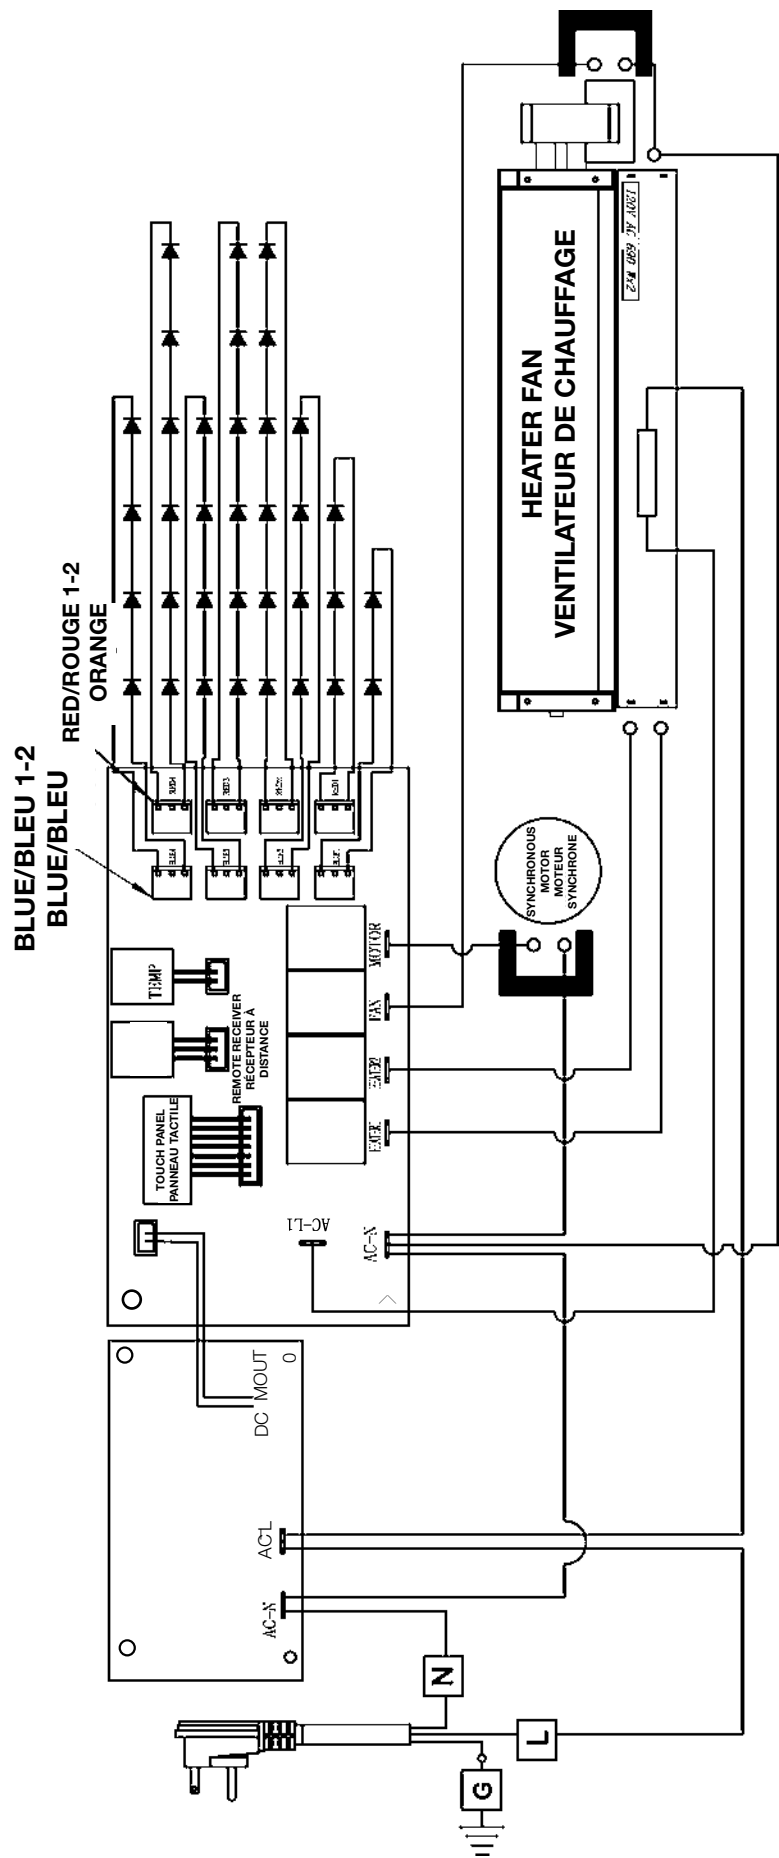 BLUE/BLEU 1-2
BLUE/BLEU
RED/ROUGE 1-2
ORANGE
HEATER FAN
VENTILATEUR DE CHAUFFAGE
SYNCHRONOUS
MOTOR
MOTEUR
SYNCHRONE
TEMP
REMOTE RECEIVER
RÉCEPTEUR À
DISTANCE
TOUCH PANEL
PANNEAU TACTILE
MOTOR
FAN
AC-L1
AC-N
DC MOUT
0
AC-L
AC-N
N
L
G